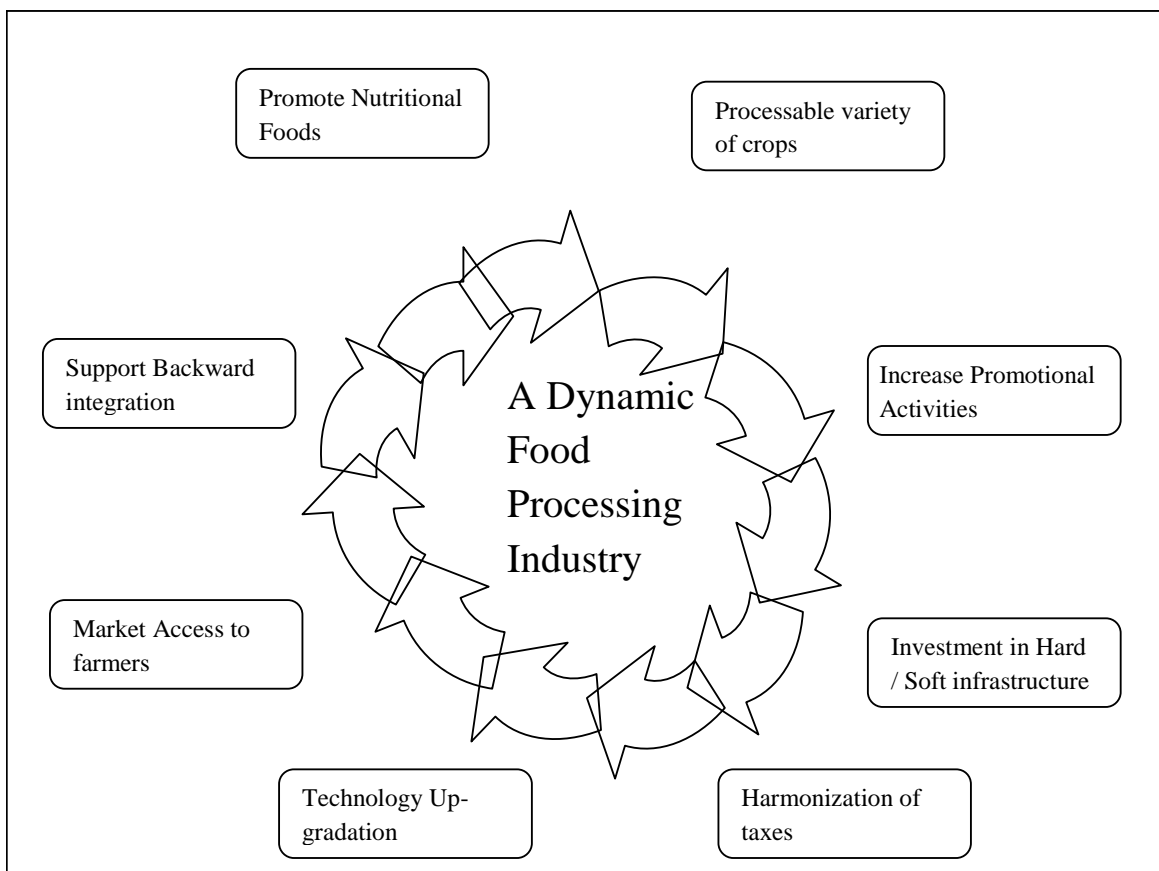 Promote Nutritional
Foods
Processable variety
of crops
Support Backward
integration
A Dynamic
Food
Processing
Industry
Increase Promotional
Activities
Market Access to
farmers
Investment in Hard
/ Soft infrastructure
Technology Up-
gradation
Harmonization of
taxes